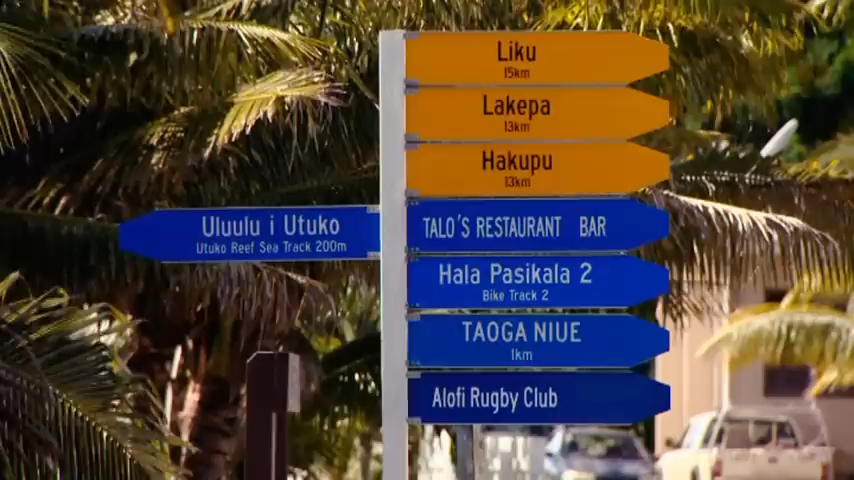 Liku
15km
Lakepa
13km
Hakupu
13km
Uluulu i Utuko
Utuko Reef Sea Track 200m
TALO'S RESTAURANT BAR
Hala Pasikala 2
Bike Track 2
TAOGA NIUE
1km
Alofi Rugby Club